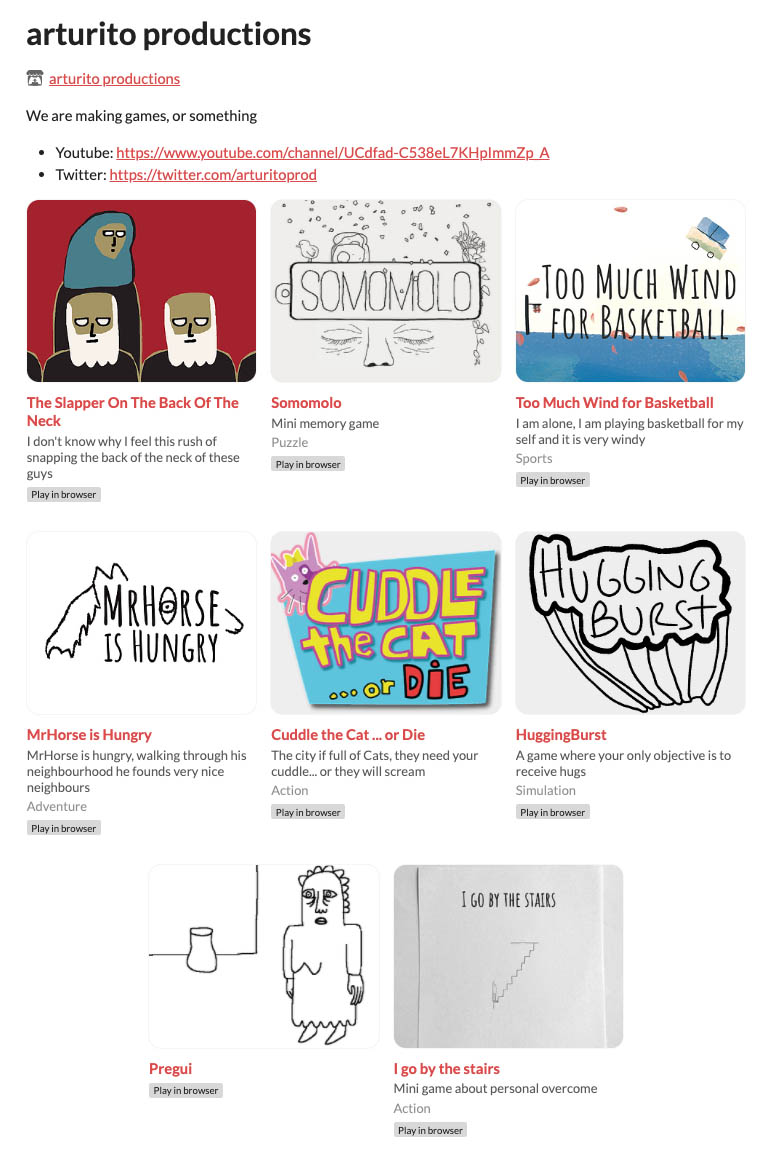 arturito productions
arturito productions
We are making games, or something
Youtube: https://www.youtube.com/channel/UCdfad-C538eL7KHpImmZp_A
Twitter: https://twitter.com/arturitoprod
The Slapper On The Back Of The
Neck
I don't know why I feel this rush of
snapping the back of the neck of these
guys
Play in browser
SOMOMOLO
Somomolo
Mini memory game
Puzzle
Play in browser
TOO MUCH WIND
FOR BASKETBALL
Too Much Wind for Basketball
I am alone, I am playing basketball for my
self and it is very windy
Sports
Play in browser
MRHORSE
IS HUNGRY
MrHorse is Hungry
MrHorse is hungry, walking through his
neighbourhood he founds very nice
neighbours
Adventure
Play in browser
CUDDLE
the CAT
...or DiE
Cuddle the Cat ... or Die
The city if full of Cats, they need your
cuddle... or they will scream
Action
Play in browser
HUGGING
BURST
HuggingBurst
A game where your only objective is to
receive hugs
Simulation
Play in browser
Pregui
Play in browser
I GO BY THE STAIRS
I go by the stairs
Mini game about personal overcome
Action
Play in browser